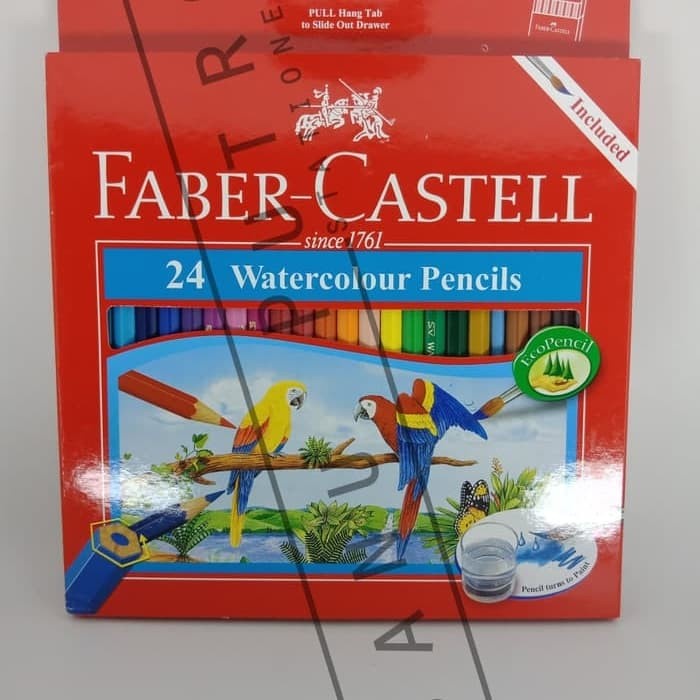 PULL Hang Tab
to Slide Out Drawer
FABER-CASTELL
Included
FABER-CASTELL
since 1761
24 Watercolour Pencils
EcoPencil
Pencil turns to Paint